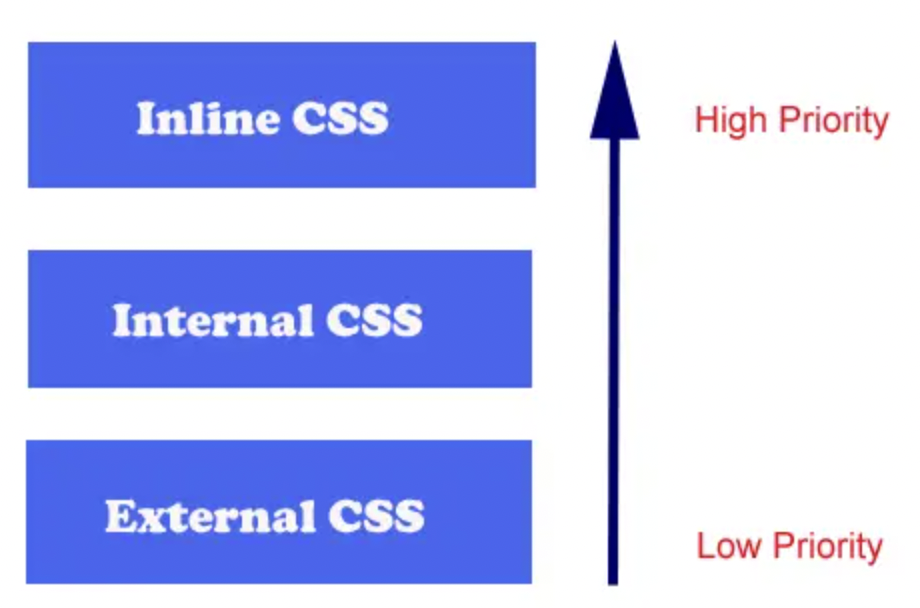 Inline CSS
High Priority
Internal CSS
External CSS
Low Priority